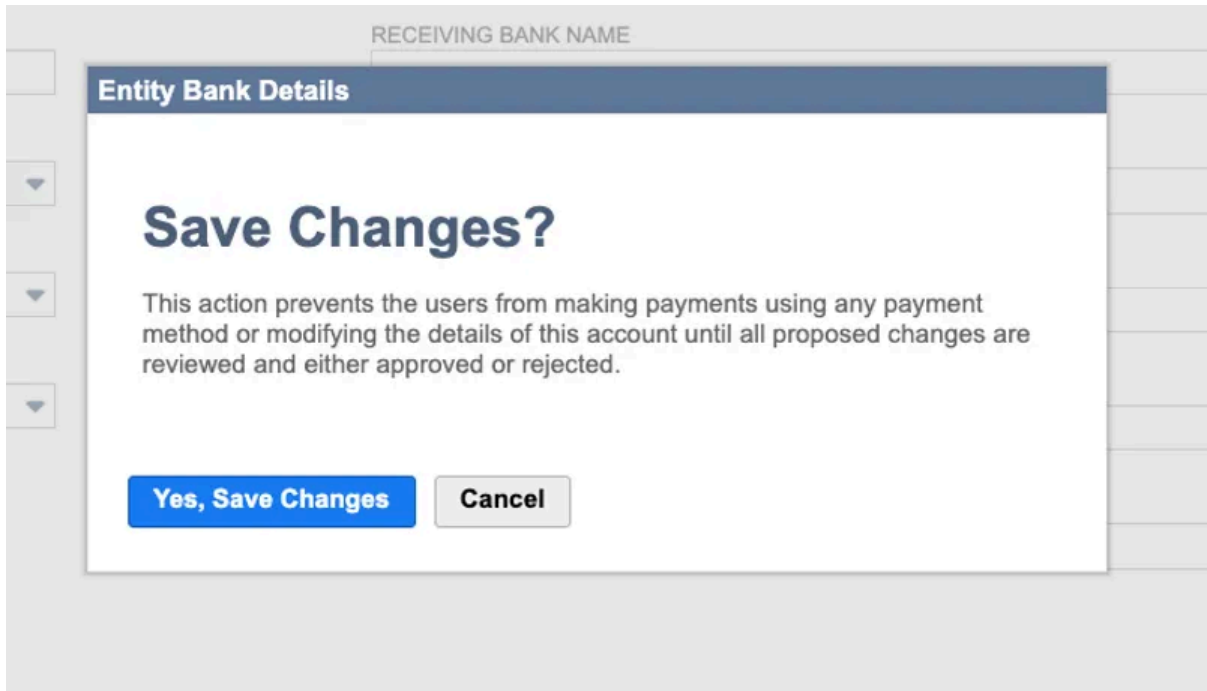 RECEIVING BANK NAME
Entity Bank Details
Save Changes?
This action prevents the users from making payments using any payment
method or modifying the details of this account until all proposed changes are
reviewed and either approved or rejected.
Yes, Save Changes
Cancel